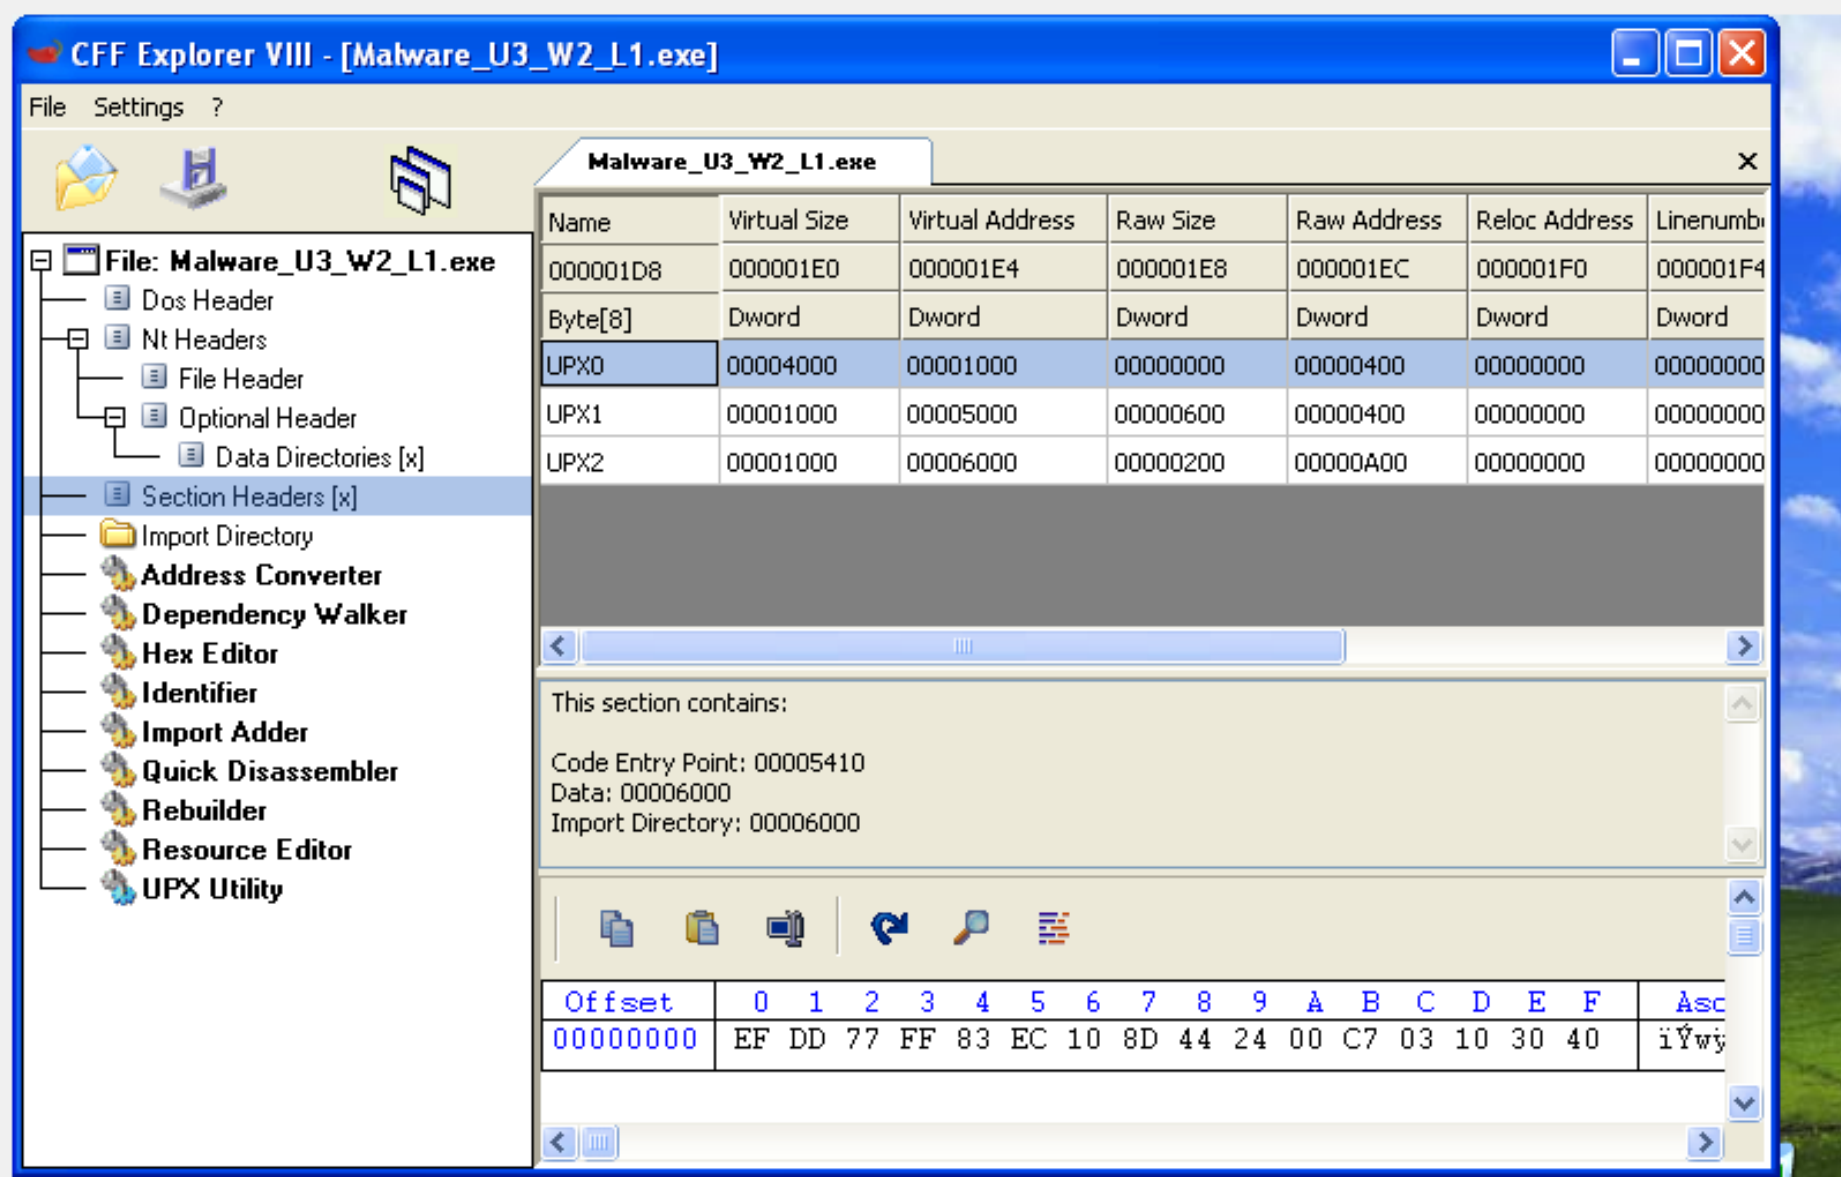 CFF Explorer VIII - [Malware_U3_W2_L1.exe]
File Settings ?
Malware_U3_W2_L1.exe
File: Malware_U3_W2_L1.exe
Dos Header
Nt Headers
File Header
Optional Header
Data Directories [x]
Section Headers [x]
Import Directory
Address Converter
Dependency Walker
Hex Editor
Identifier
Import Adder
Quick Disassembler
Rebuilder
Resource Editor
UPX Utility
Name Virtual Size Virtual Address Raw Size Raw Address Reloc Address Linenumb
000001D8 000001E0 000001E4 000001E8 000001EC 000001F0 000001F4
Byte[8] Dword Dword Dword Dword Dword Dword
UPX0 00004000 00001000 00000000 00000400 00000000 00000000
UPX1 00001000 00005000 00000600 00000400 00000000 00000000
UPX2 00001000 00006000 00000200 00000A00 00000000 00000000
This section contains:
Code Entry Point: 00005410
Data: 00006000
Import Directory: 00006000
Offset 0 1 2 3 4 5 6 7 8 9 A B C D E F Asc
00000000 EF DD 77 FF 83 EC 10 8D 44 24 00 C7 03 10 30 40 ïÝwÿ